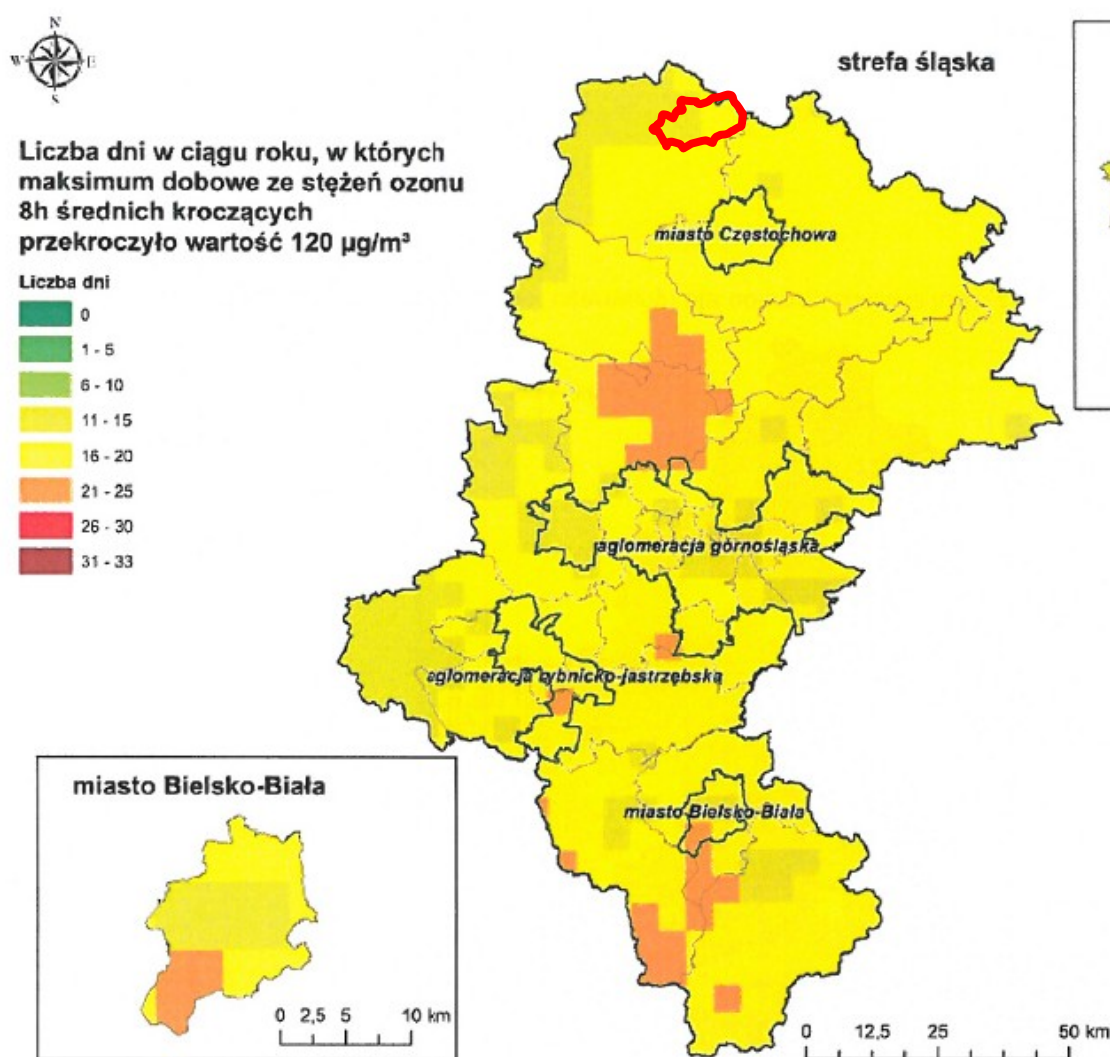 N
W E
S
strefa śląska
Liczba dni w ciągu roku, w których
maksimum dobowe ze stężeń ozonu
8h średnich kroczących
przekroczyło wartość 120 µg/m³
Liczba dni
0
1 - 5
6 - 10
11 - 15
16 - 20
21 - 25
26 - 30
31 - 33
miasto Częstochowa
aglomeracja górnośląska
aglomeracja rybnicko-jastrzębska
miasto Bielsko-Biała
miasto Bielsko-Biała
0 2,5 5 10 km
0 12,5 25 50 km